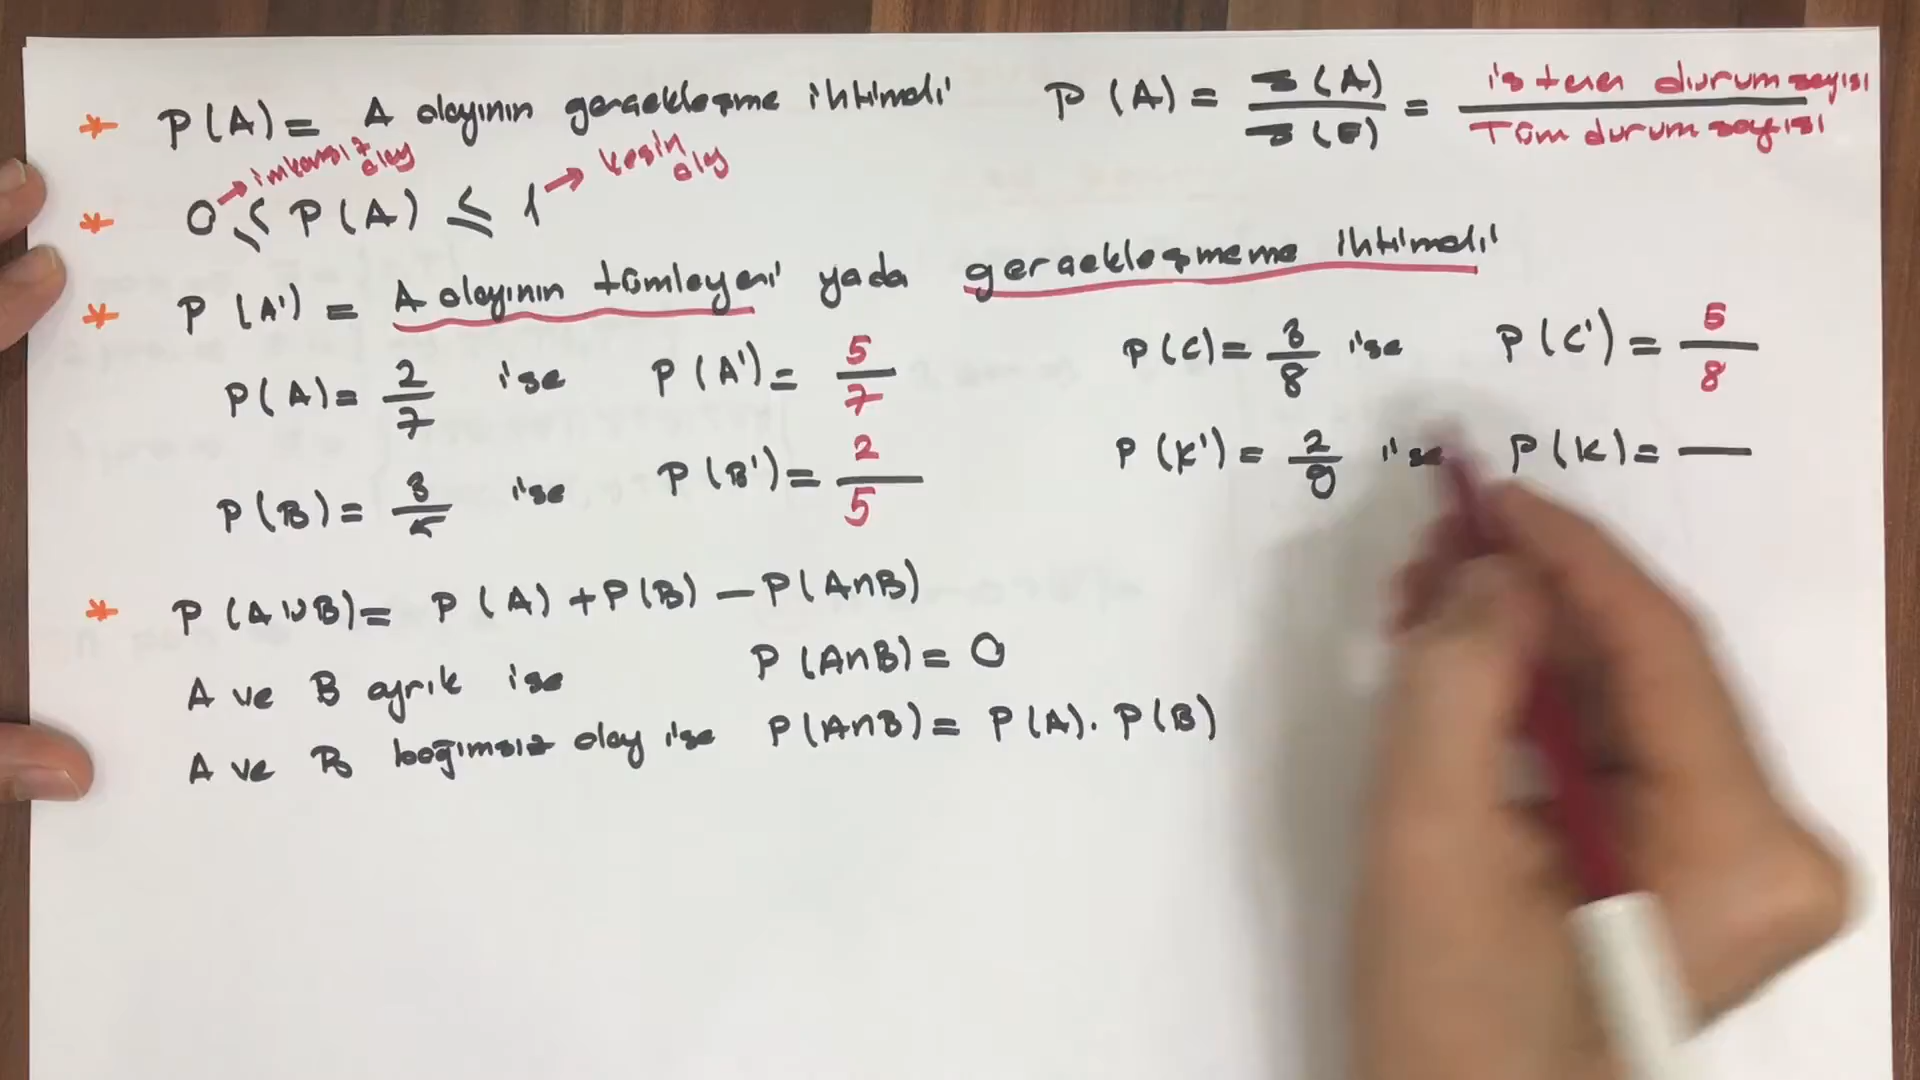 * P(A) = A olayının gerçekleşme ihtimali P(A) = s(A)/s(E) = istenen durum sayısı/Tüm durum sayısı
* 0 → imkansız olay ≤ P(A) ≤ 1 → kesin olay
* P(A') = A olayının tümleyeni yada gerçekleşmeme ihtimali
P(A) = 2/7 ise P(A') = 5/7 P(C) = 3/8 ise P(C') = 5/8
P(B) = 3/5 ise P(B') = 2/5 P(K') = 2/9 ise P(K) = —
* P(A∪B) = P(A) + P(B) − P(A∩B)
A ve B ayrık ise P(A∩B) = 0
A ve B bağımsız olay ise P(A∩B) = P(A) . P(B)